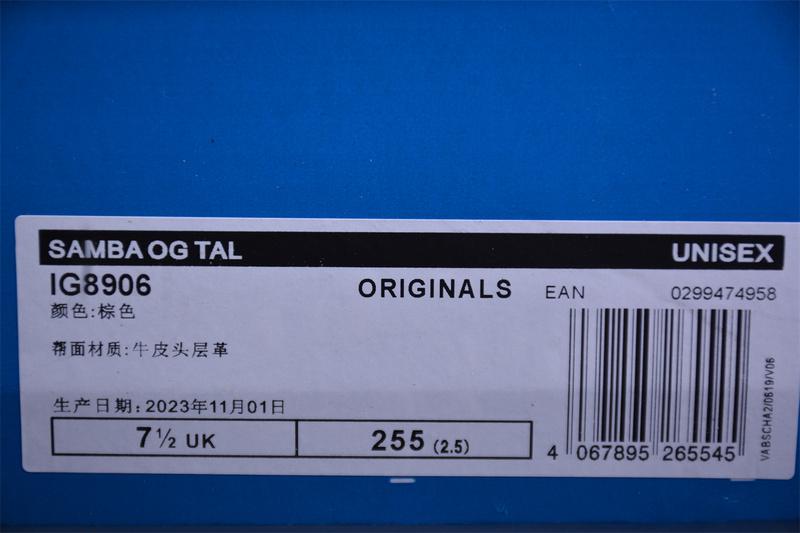 SAMBA OG TAL UNISEX
IG8906 ORIGINALS EAN 0299474958
颜色:棕色
帮面材质:牛皮头层革
生产日期:2023年11月01日
7½ UK 255 (2.5)
4 067895 265545
VABSCHA2/0619/V06